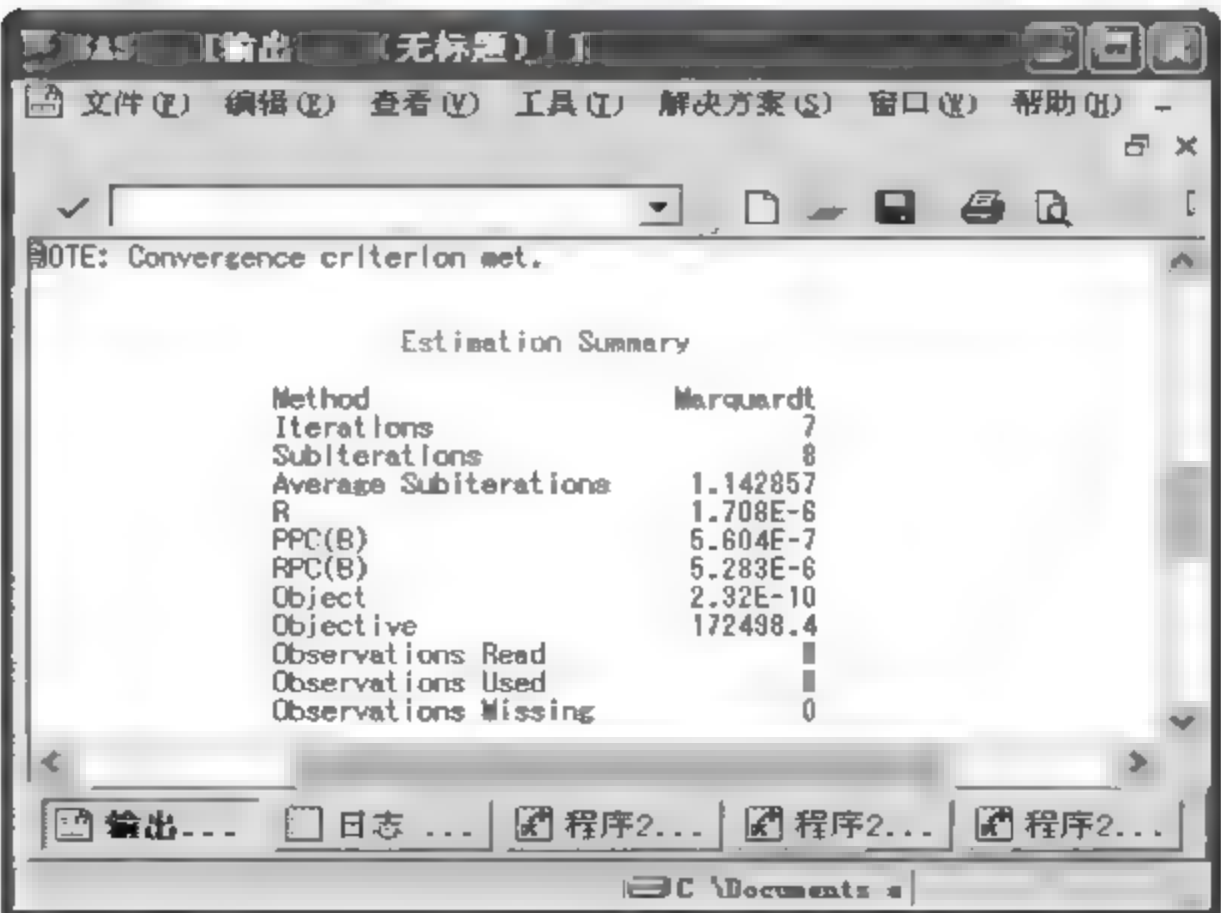 SAS [输出 (无标题)]
文件(F) 编辑(E) 查看(V) 工具(T) 解决方案(S) 窗口(W) 帮助(H)
NOTE: Convergence criterion met.
Estimation Summary
Method Marquardt
Iterations 7
Subiterations 8
Average Subiterations 1.142857
R 1.708E-6
PPC(B) 5.604E-7
RPC(B) 5.283E-6
Object 2.32E-10
Objective 172498.4
Observations Read
Observations Used
Observations Missing 0
输出... 日志 ... 程序2... 程序2... 程序2...
C \Documents a